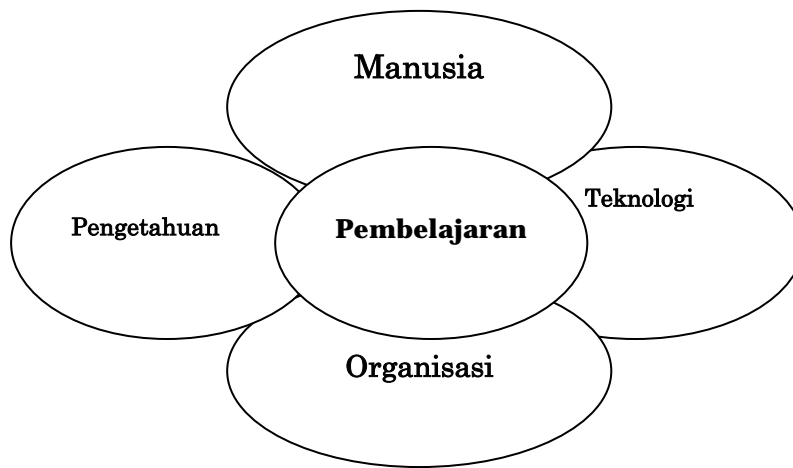 Manusia
Teknologi
Pengetahuan
Pembelajaran
Organisasi